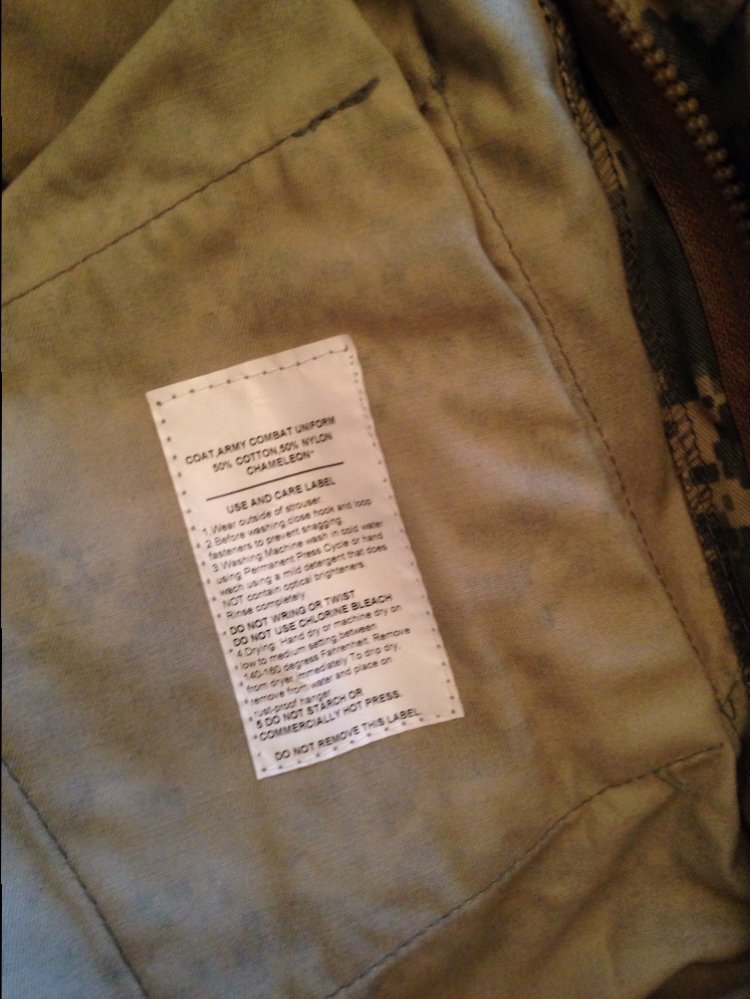 COAT,ARMY COMBAT UNIFORM
50% COTTON,50% NYLON
CHAMELEON"
USE AND CARE LABEL
1.Wear outside of strouser.
2.Before washing,close hook and loop
fasteners to prevent snagging.
3.Washing:Machine wash in cold water
using Permanent Press Cycle or hand
wach using a mild detergent that does
NOT contain optical brighteners.
Rinse completely.
DO NOT WRING OR TWIST
DO NOT USE CHLORINE BLEACH
4.Drying: Hand dry or machine dry on
low to medium setting between
140-160 degrees Fahrenheit. Remove
from dryer immediately To drip dry,
remove from water and place on
rust-proof hanger
5 DO NOT STARCH OR
COMMERCIALLY HOT PRESS.
DO NOT REMOVE THIS LABEL